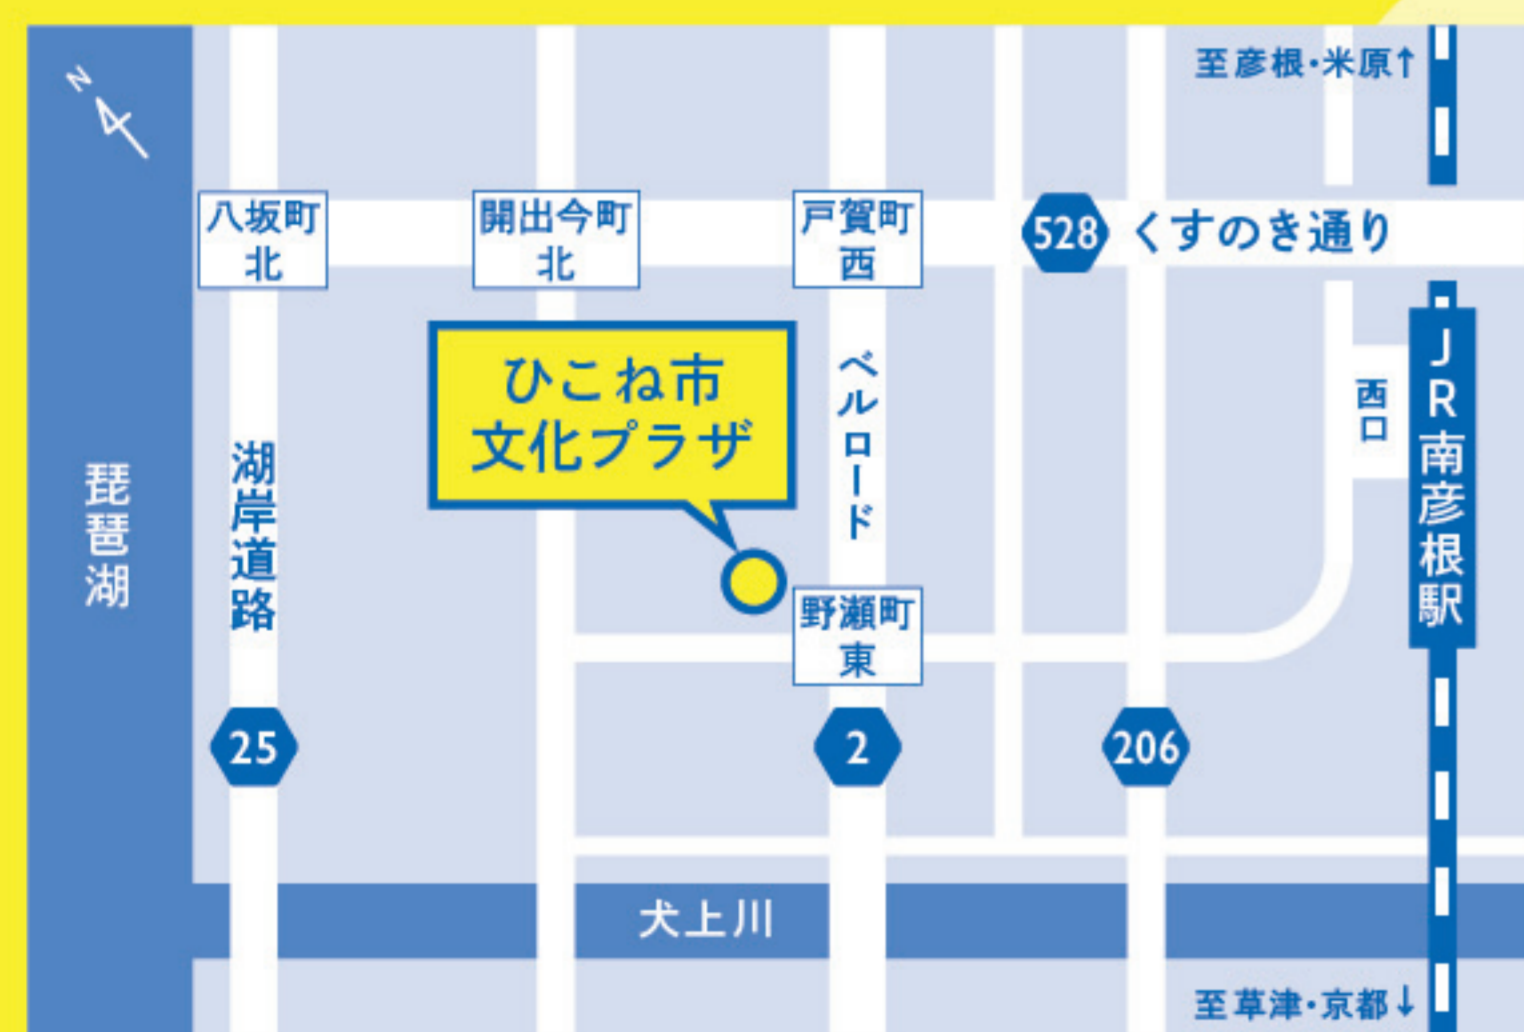 至彦根・米原↑
N
八坂町
北
開出今町
北
戸賀町
西
528
くすのき通り
ひこね市
文化プラザ
ベルロード
西口
JR南彦根駅
琵琶湖
湖岸道路
野瀬町
東
25
2
206
犬上川
至草津・京都↓